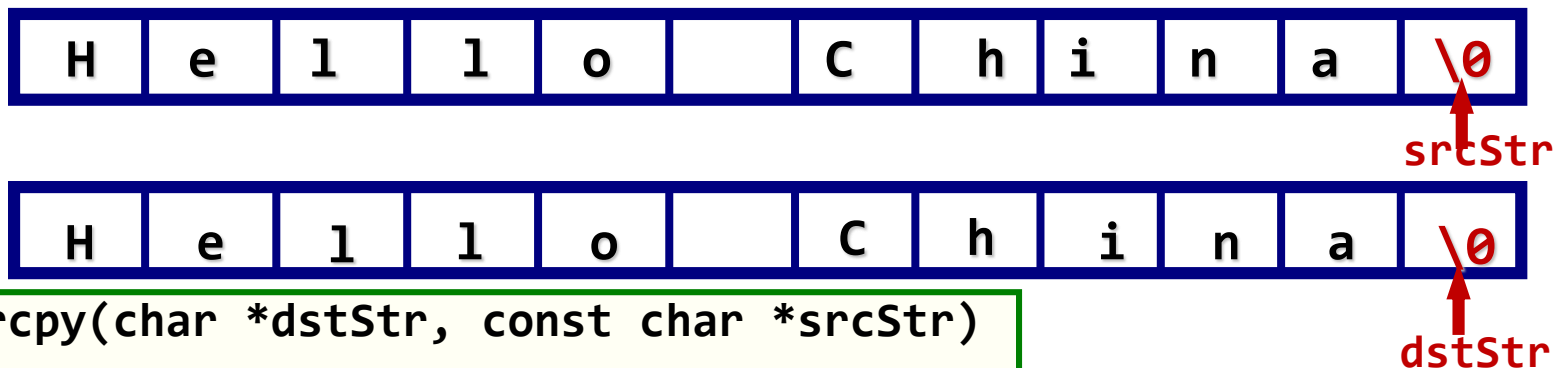 H e l l o C h i n a \0
srcStr
H e l l o C h i n a \0
rcpy(char *dstStr, const char *srcStr)
dstStr